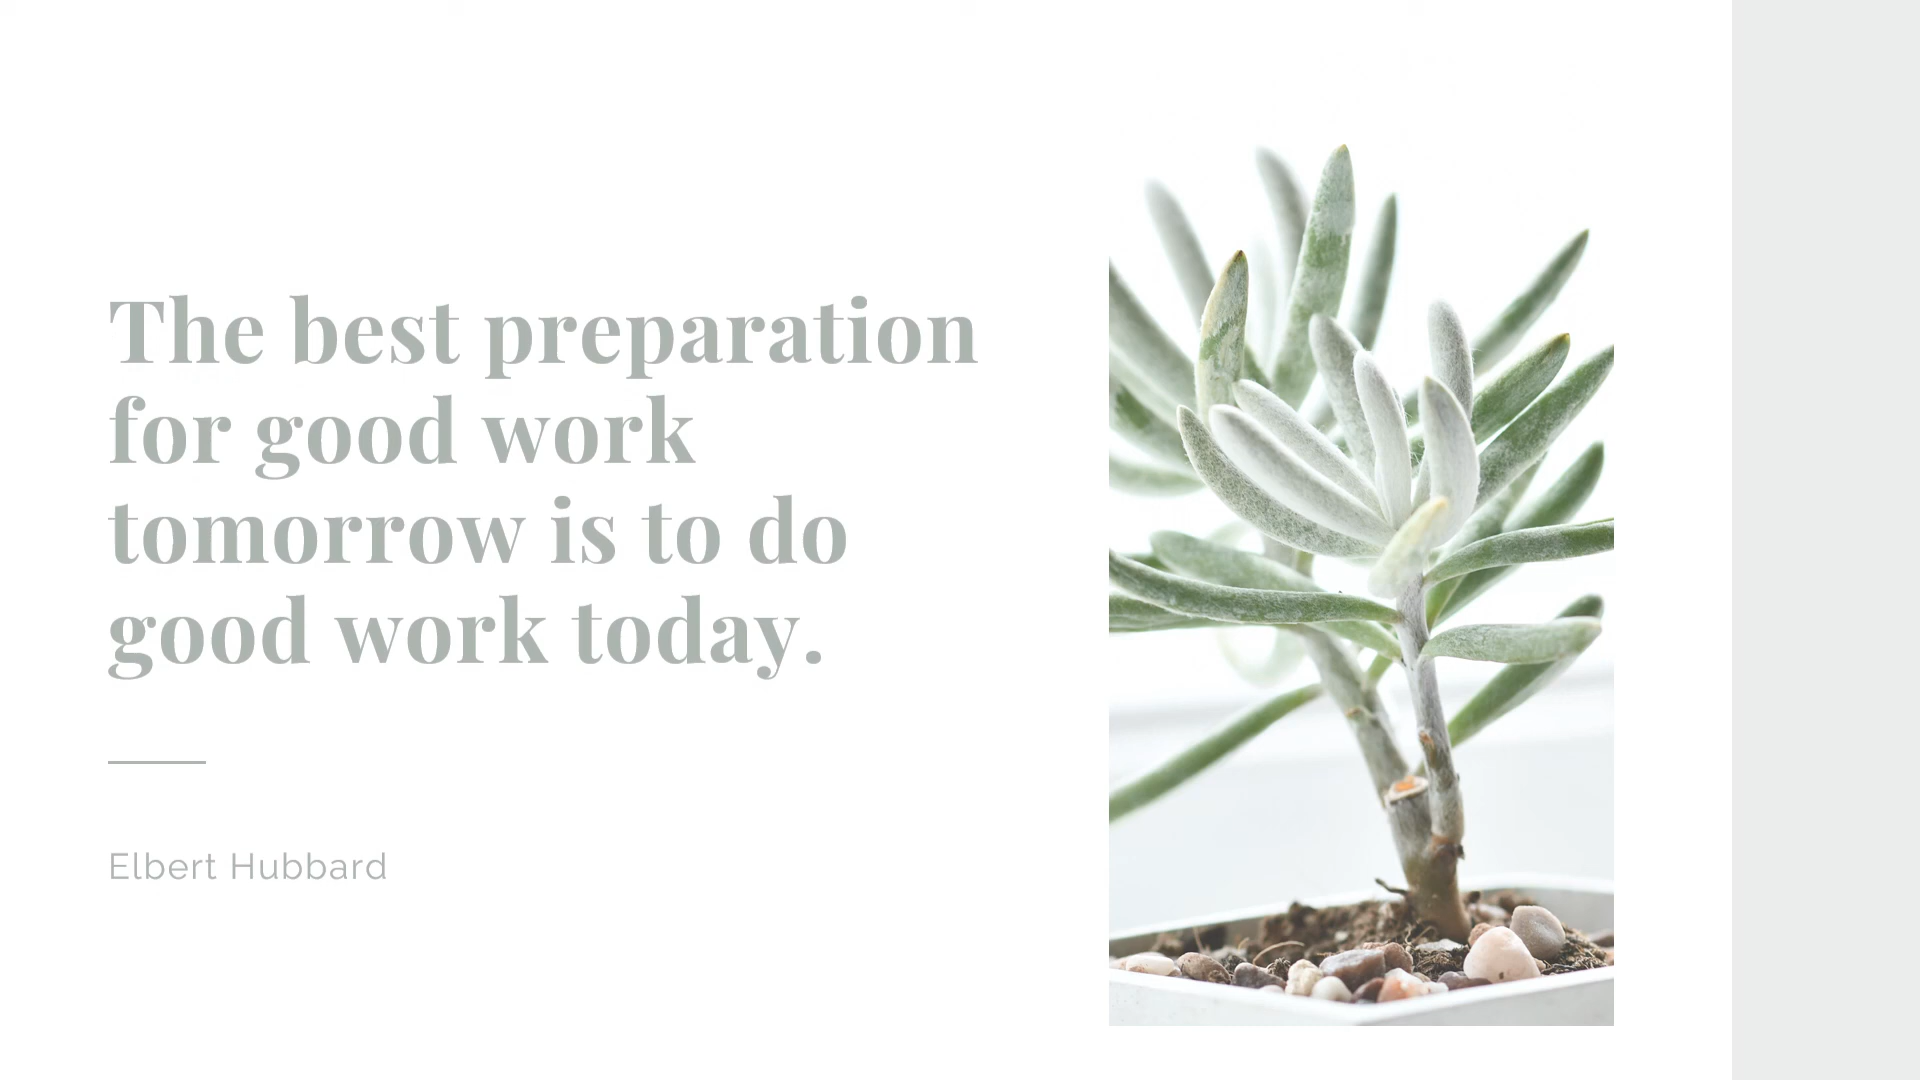 The best preparation
for good work
tomorrow is to do
good work today.
Elbert Hubbard